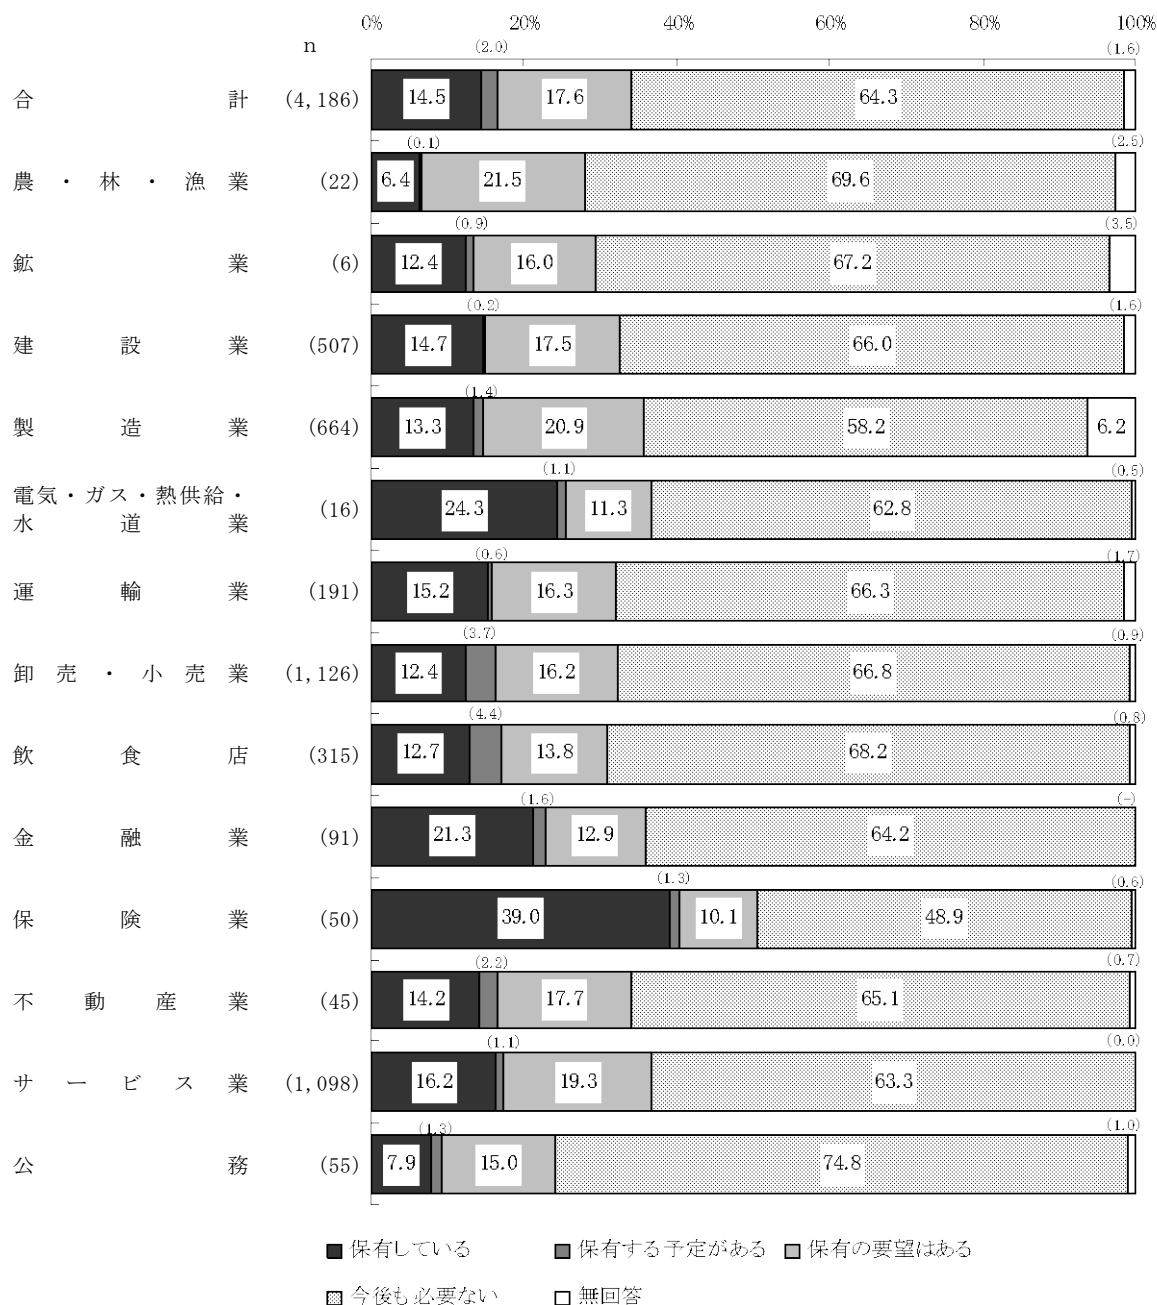 0% 20% 40% 60% 80% 100%
n (2.0) (1.6)
合計 (4,186) 14.5 17.6 64.3
(0.1) (2.5)
農・林・漁業 (22) 6.4 21.5 69.6
(0.9) (3.5)
鉱業 (6) 12.4 16.0 67.2
(0.2) (1.6)
建設業 (507) 14.7 17.5 66.0
(1.4)
製造業 (664) 13.3 20.9 58.2 6.2
(1.1) (0.5)
電気・ガス・熱供給・
水道業 (16) 24.3 11.3 62.8
(0.6) (1.7)
運輸業 (191) 15.2 16.3 66.3
(3.7) (0.9)
卸売・小売業 (1,126) 12.4 16.2 66.8
(4.4) (0.8)
飲食店 (315) 12.7 13.8 68.2
(1.6) (-)
金融業 (91) 21.3 12.9 64.2
(1.3) (0.6)
保険業 (50) 39.0 10.1 48.9
(2.2) (0.7)
不動産業 (45) 14.2 17.7 65.1
(1.1) (0.0)
サービス業 (1,098) 16.2 19.3 63.3
(1.3) (1.0)
公務 (55) 7.9 15.0 74.8
保有している 保有する予定がある 保有の要望はある
今後も必要ない 無回答